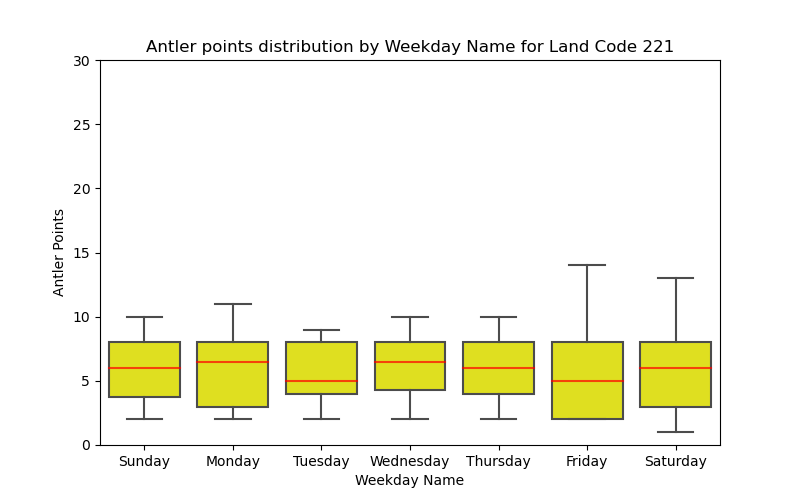 Antler points distribution by Weekday Name for Land Code 221
30
25
20
15
10
5
0
Antler Points
Sunday Monday Tuesday Wednesday Thursday Friday Saturday
Weekday Name